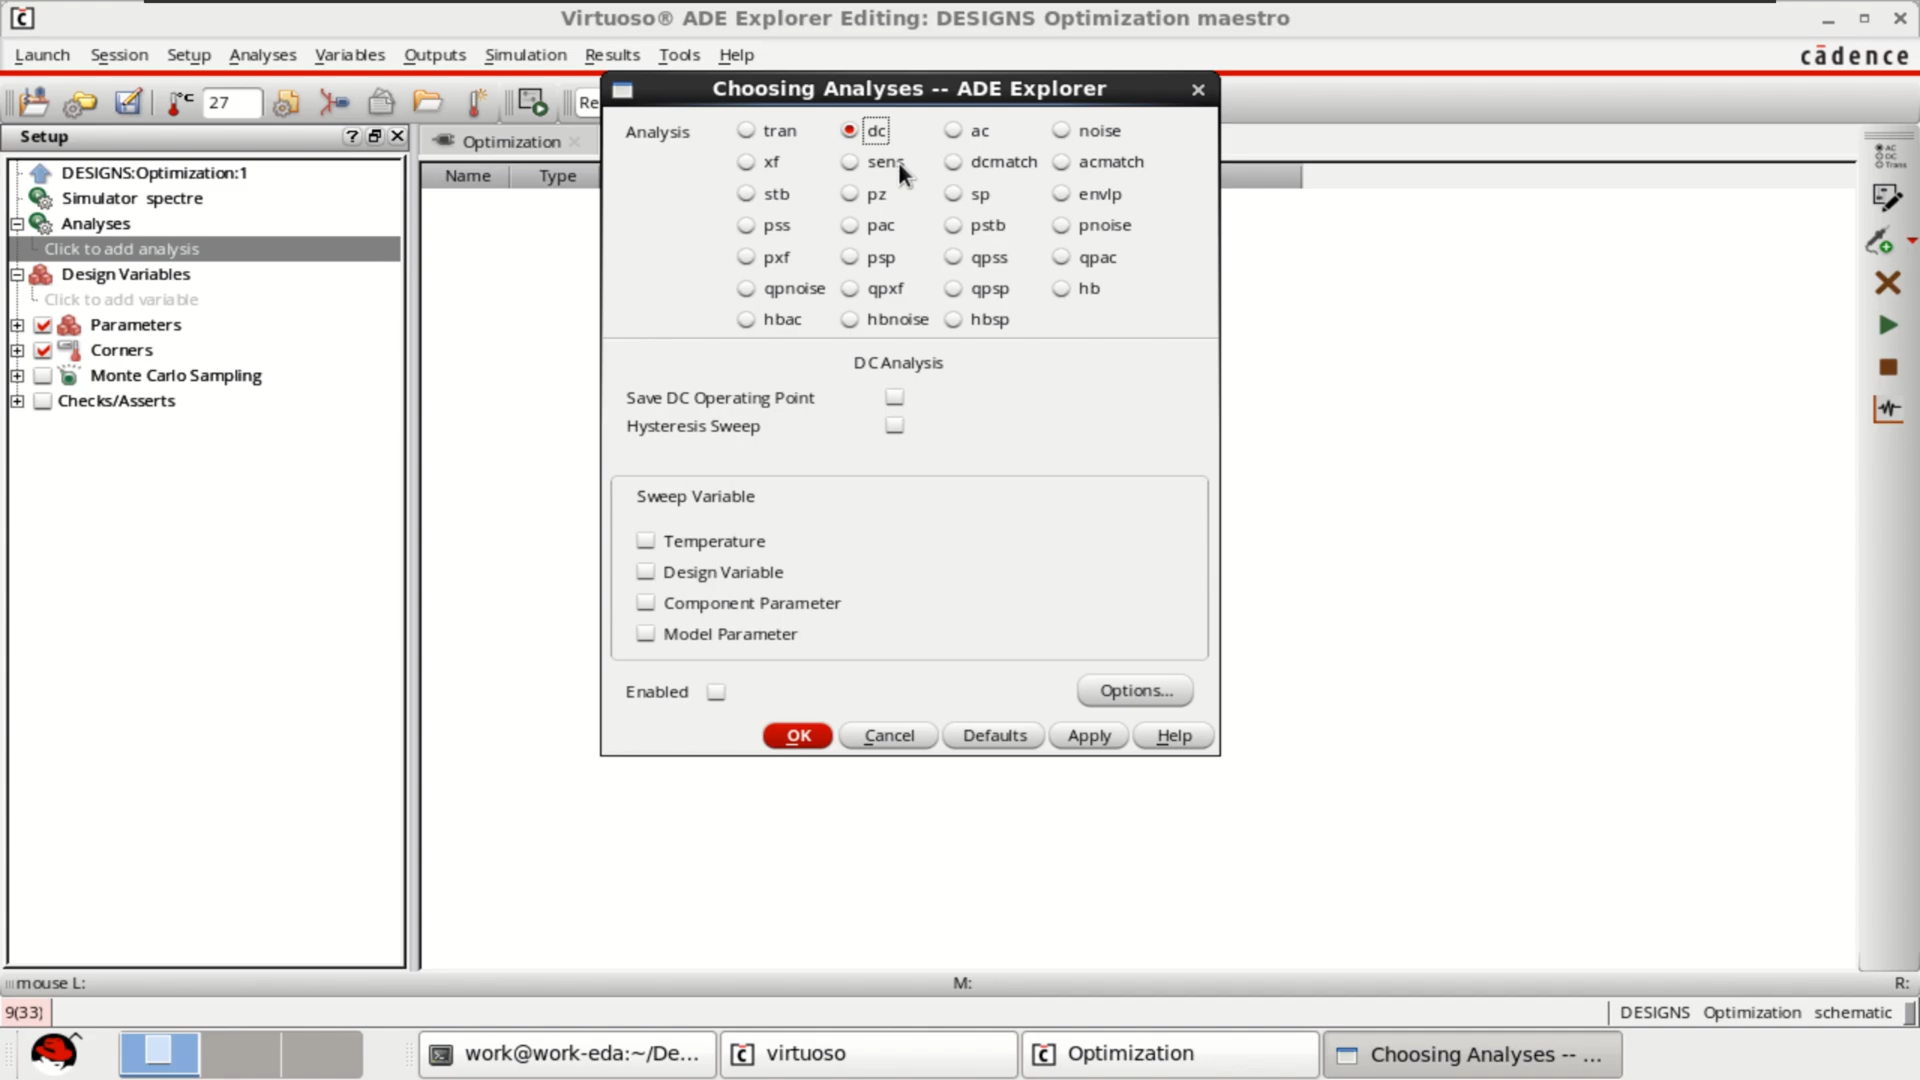 Virtuoso® ADE Explorer Editing: DESIGNS Optimization maestro
Launch Session Setup Analyses Variables Outputs Simulation Results Tools Help cādence
°C 27 Re
Setup
DESIGNS:Optimization:1
Simulator spectre
Analyses
Click to add analysis
Design Variables
Click to add variable
Parameters
Corners
Monte Carlo Sampling
Checks/Asserts
Optimization
Name Type
Choosing Analyses -- ADE Explorer
Analysis tran dc ac noise
xf sens dcmatch acmatch
stb pz sp envlp
pss pac pstb pnoise
pxf psp qpss qpac
qpnoise qpxf qpsp hb
hbac hbnoise hbsp
DC Analysis
Save DC Operating Point
Hysteresis Sweep
Sweep Variable
Temperature
Design Variable
Component Parameter
Model Parameter
Enabled Options...
OK Cancel Defaults Apply Help
AC
DC
Trans
mouse L: M: R:
9(33) DESIGNS Optimization schematic
work@work-eda:~/De... virtuoso Optimization Choosing Analyses -- ...